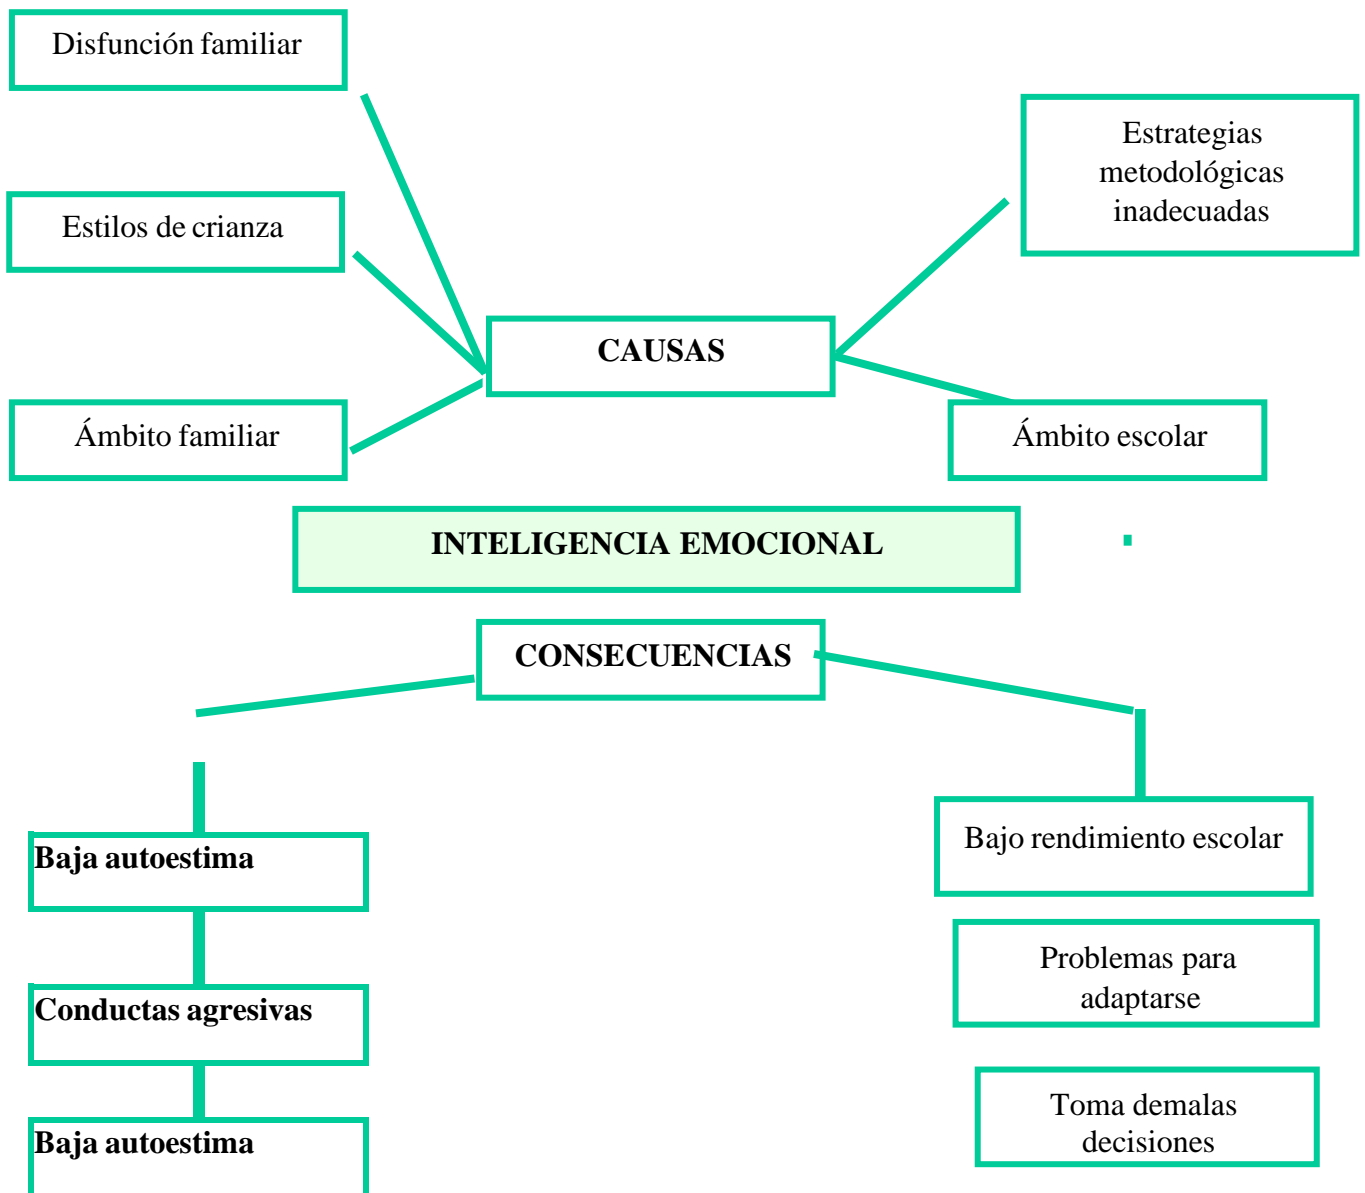 Disfunción familiar
Estrategias
metodológicas
inadecuadas
Estilos de crianza
CAUSAS
Ámbito familiar
Ámbito escolar
INTELIGENCIA EMOCIONAL
CONSECUENCIAS
Baja autoestima
Bajo rendimiento escolar
Problemas para
adaptarse
Conductas agresivas
Toma demalas
decisiones
Baja autoestima